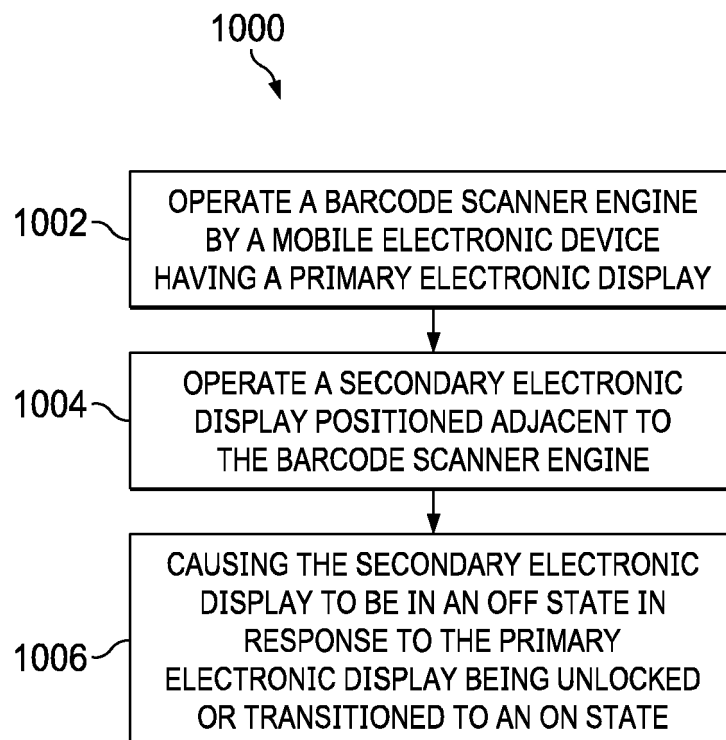 1000
1002
OPERATE A BARCODE SCANNER ENGINE
BY A MOBILE ELECTRONIC DEVICE
HAVING A PRIMARY ELECTRONIC DISPLAY
1004
OPERATE A SECONDARY ELECTRONIC
DISPLAY POSITIONED ADJACENT TO
THE BARCODE SCANNER ENGINE
1006
CAUSING THE SECONDARY ELECTRONIC
DISPLAY TO BE IN AN OFF STATE IN
RESPONSE TO THE PRIMARY
ELECTRONIC DISPLAY BEING UNLOCKED
OR TRANSITIONED TO AN ON STATE